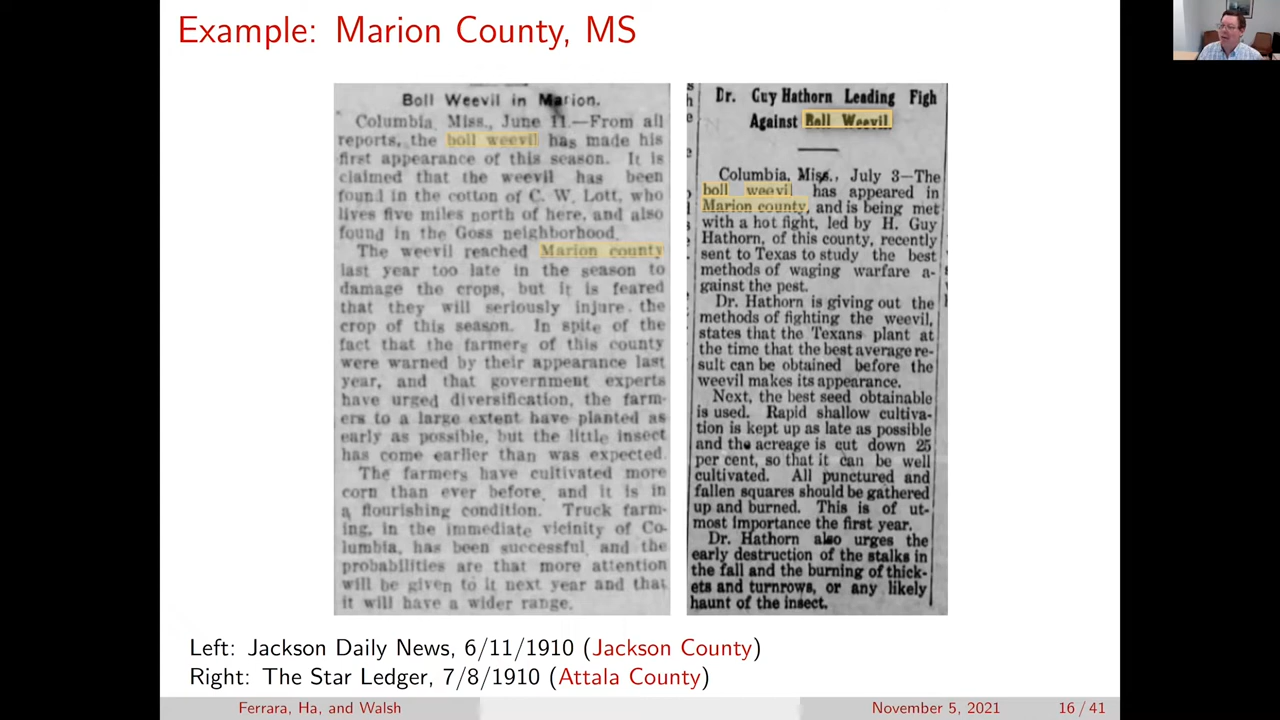 Example: Marion County, MS
Boll Weevil in Marion.
Columbia, Miss., June 11.—From all
reports, the boll weevil has made his
first appearance of this season. It is
claimed that the weevil has been
found in the cotton of C. W. Lott, who
lives five miles north of here, and also
found in the Goss neighborhood.
The weevil reached Marion county
last year too late in the season to
damage the crops, but it is feared
that they will seriously injure the
crop of this season. In spite of the
fact that the farmers of this county
were warned by their appearance last
year, and that government experts
have urged diversification, the farm-
ers to a large extent have planted as
early as possible, but the little insect
has come earlier than was expected.
The farmers have cultivated more
corn than ever before, and it is in
a flourishing condition. Truck farm-
ing, in the immediate vicinity of Co-
lumbia, has been successful and the
probabilities are that more attention
will be given to it next year and that
it will have a wider range.
Dr. Guy Hathorn Leading Figh
Against Boll Weevil
Columbia, Miss., July 3—The
boll weevil has appeared in
Marion county, and is being met
with a hot fight, led by H. Guy
Hathorn, of this county, recently
sent to Texas to study the best
methods of waging warfare a-
gainst the pest.
Dr. Hathorn is giving out the
methods of fighting the weevil,
states that the Texans plant at
the time that the best average re-
sult can be obtained before the
weevil makes its appearance.
Next, the best seed obtainable
is used. Rapid shallow cultiva-
tion is kept up as late as possible
and the acreage is cut down 25
per cent, so that it can be well
cultivated. All punctured and
fallen squares should be gathered
up and burned. This is of ut-
most importance the first year.
Dr. Hathorn also urges the
early destruction of the stalks in
the fall and the burning of thick-
ets and turnrows, or any likely
haunt of the insect.
Left: Jackson Daily News, 6/11/1910 (Jackson County)
Right: The Star Ledger, 7/8/1910 (Attala County)
Ferrara, Ha, and Walsh
November 5, 2021
16 / 41